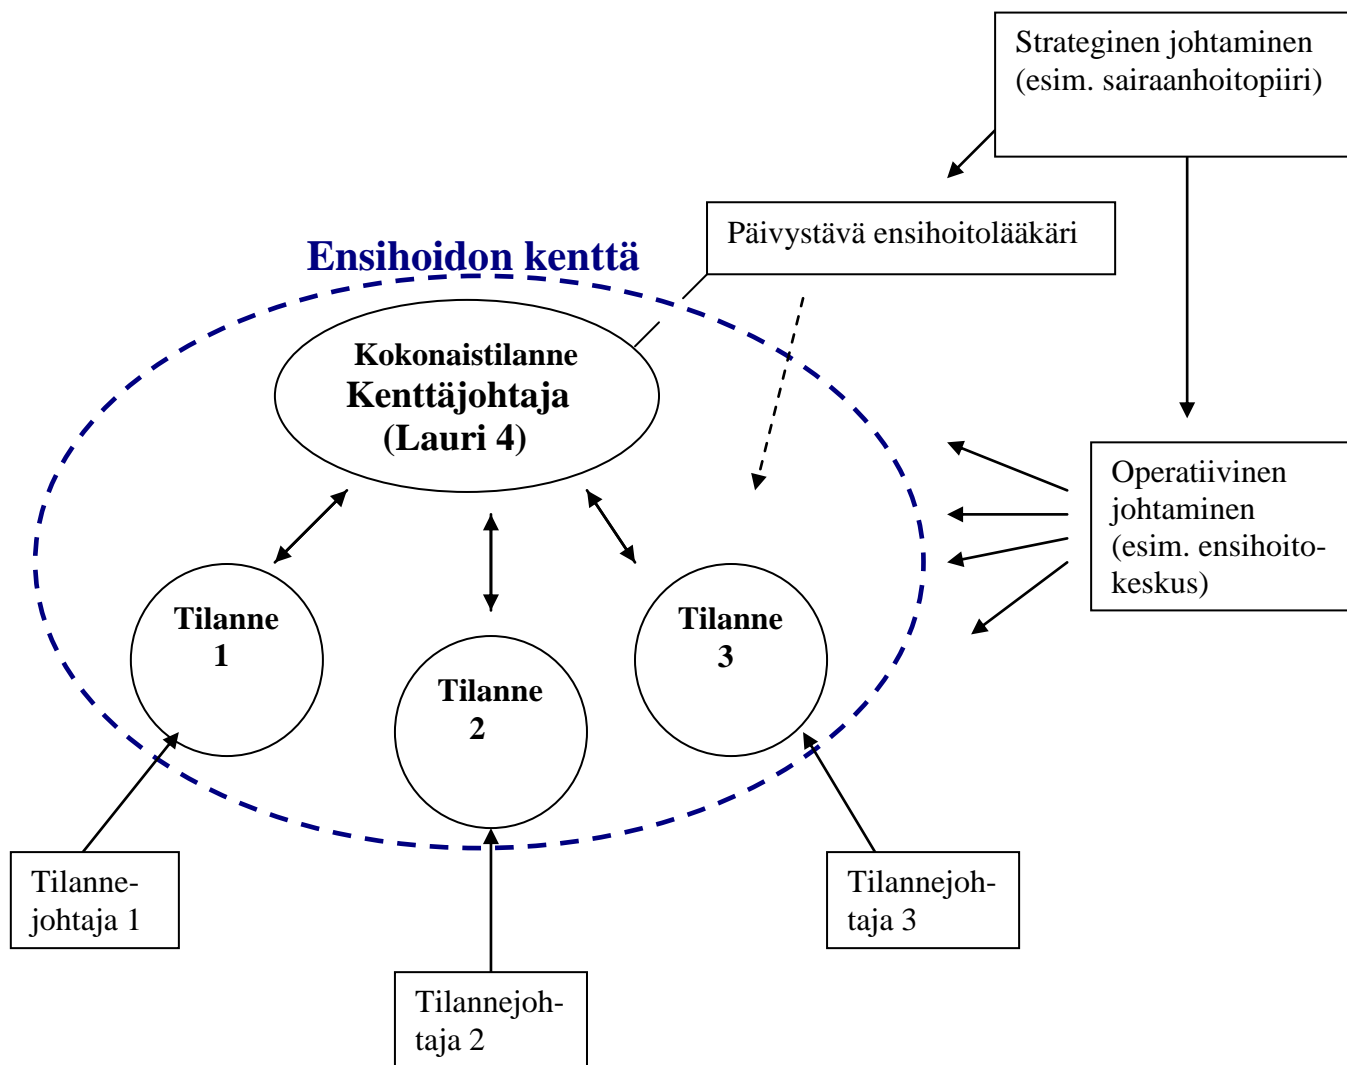 Strateginen johtaminen
(esim. sairaanhoitopiiri)
Päivystävä ensihoitolääkäri
Ensihoidon kenttä
Kokonaistilanne
Kenttäjohtaja
(Lauri 4)
Operatiivinen
johtaminen
(esim. ensihoito-
keskus)
Tilanne
1
Tilanne
2
Tilanne
3
Tilanne-
johtaja 1
Tilannejoh-
taja 2
Tilannejoh-
taja 3